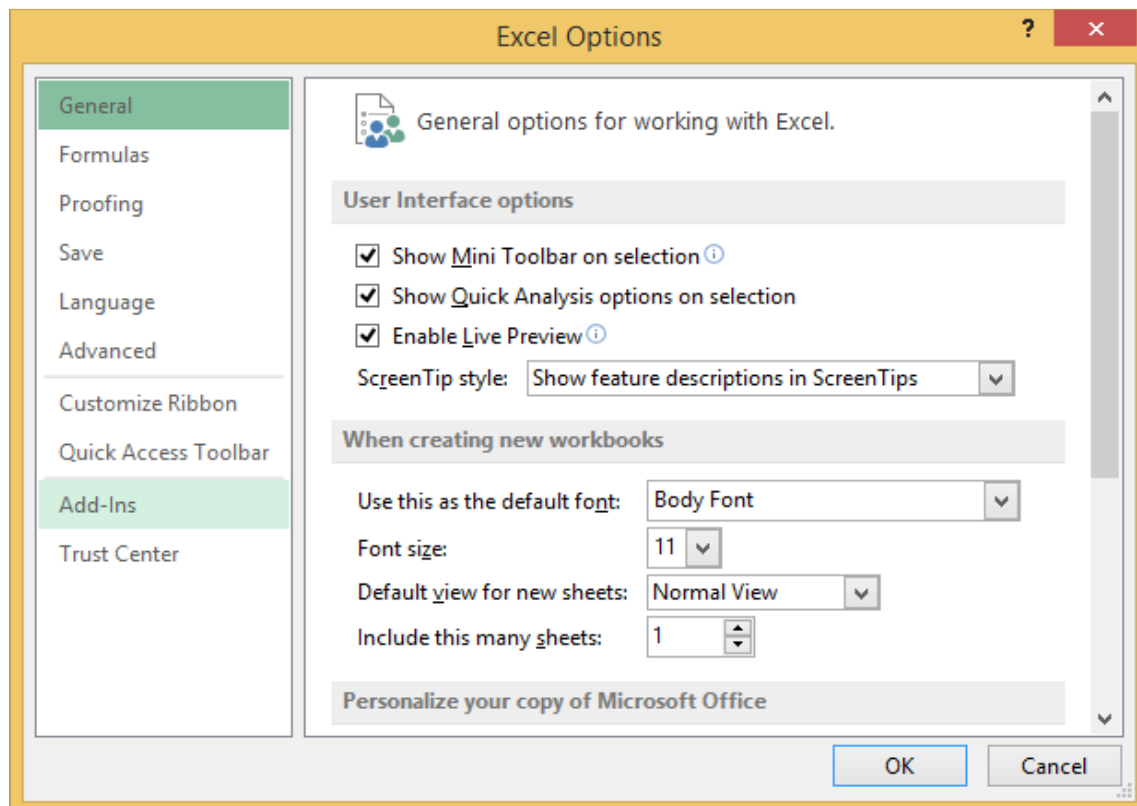 Excel Options
?
General
Formulas
Proofing
Save
Language
Advanced
Customize Ribbon
Quick Access Toolbar
Add-Ins
Trust Center
General options for working with Excel.
User Interface options
Show Mini Toolbar on selection
Show Quick Analysis options on selection
Enable Live Preview
ScreenTip style: Show feature descriptions in ScreenTips
When creating new workbooks
Use this as the default font: Body Font
Font size: 11
Default view for new sheets: Normal View
Include this many sheets: 1
Personalize your copy of Microsoft Office
OK Cancel